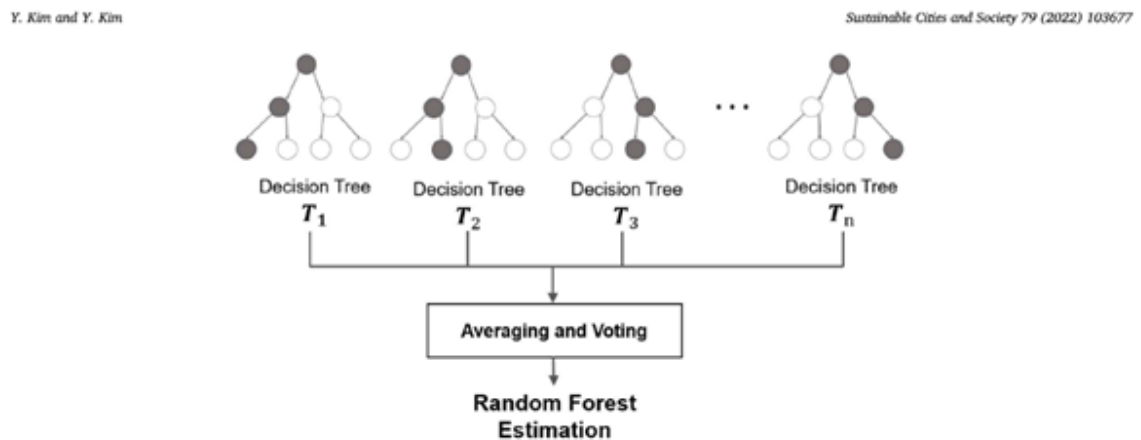 Y. Kim and Y. Kim
Sustainable Cities and Society 79 (2022) 103677
...
Decision Tree Decision Tree Decision Tree Decision Tree
T1 T2 T3 Tn
Averaging and Voting
Random Forest
Estimation